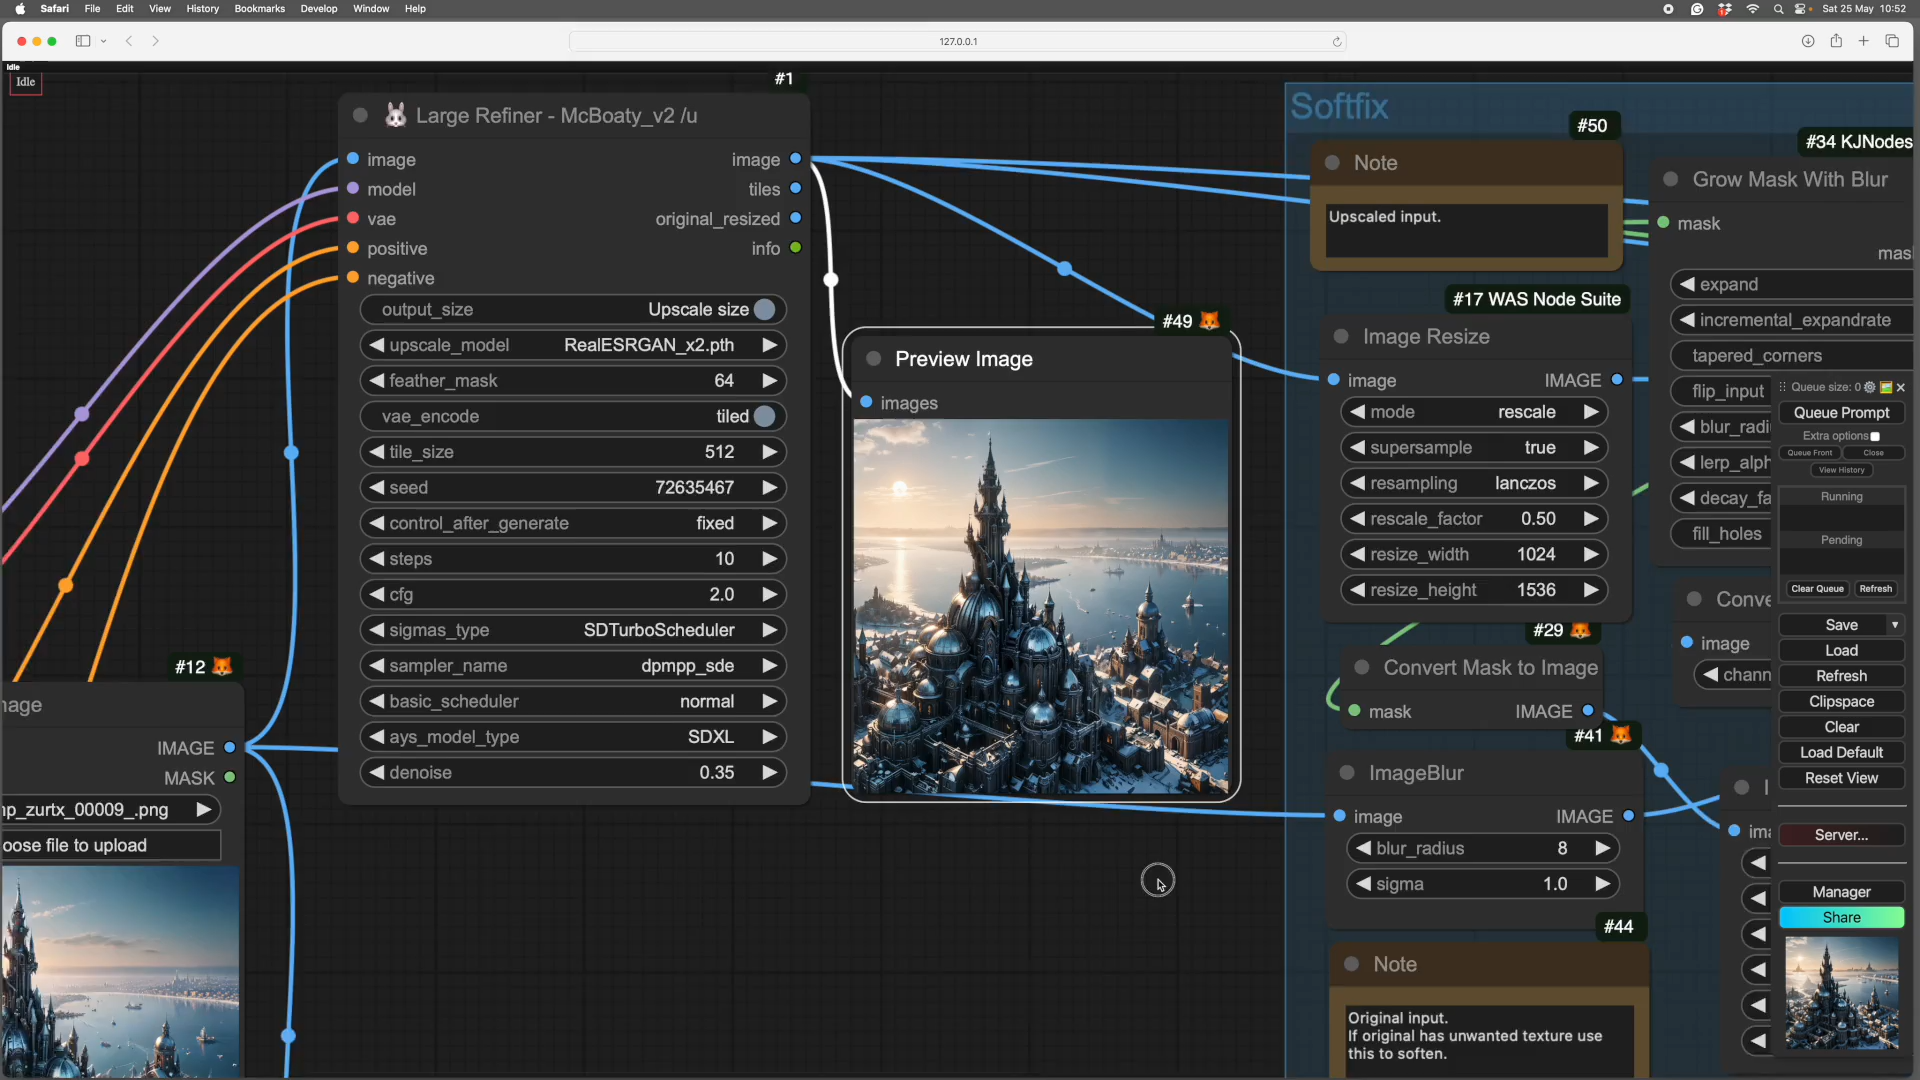 Safari File Edit View History Bookmarks Develop Window Help
Sat 25 May 10:52
127.0.0.1
Idle
Idle
#1
Large Refiner - McBoaty_v2 /u
image image
model tiles
vae original_resized
positive info
negative
output_size Upscale size
upscale_model RealESRGAN_x2.pth
feather_mask 64
vae_encode tiled
tile_size 512
seed 72635467
control_after_generate fixed
steps 10
cfg 2.0
sigmas_type SDTurboScheduler
sampler_name dpmpp_sde
basic_scheduler normal
ays_model_type SDXL
denoise 0.35
#12
nage
IMAGE
MASK
np_zurtx_00009_.png
oose file to upload
#49
Preview Image
images
Softfix
#50
Note
Upscaled input.
#17 WAS Node Suite
Image Resize
image IMAGE
mode rescale
supersample true
resampling lanczos
rescale_factor 0.50
resize_width 1024
resize_height 1536
#29
Convert Mask to Image
mask IMAGE
#41
ImageBlur
image IMAGE
blur_radius 8
sigma 1.0
#44
Note
Original input.
If original has unwanted texture use
this to soften.
#34 KJNodes
Grow Mask With Blur
mask
mas
expand
incremental_expandrate
tapered_corners
flip_input
blur_radi
lerp_alph
decay_fa
fill_holes
Conve
image
chann
I
ima
Queue size: 0
Queue Prompt
Extra options
Queue Front Close
View History
Running
Pending
Clear Queue Refresh
Save
Load
Refresh
Clipspace
Clear
Load Default
Reset View
Server...
Manager
Share